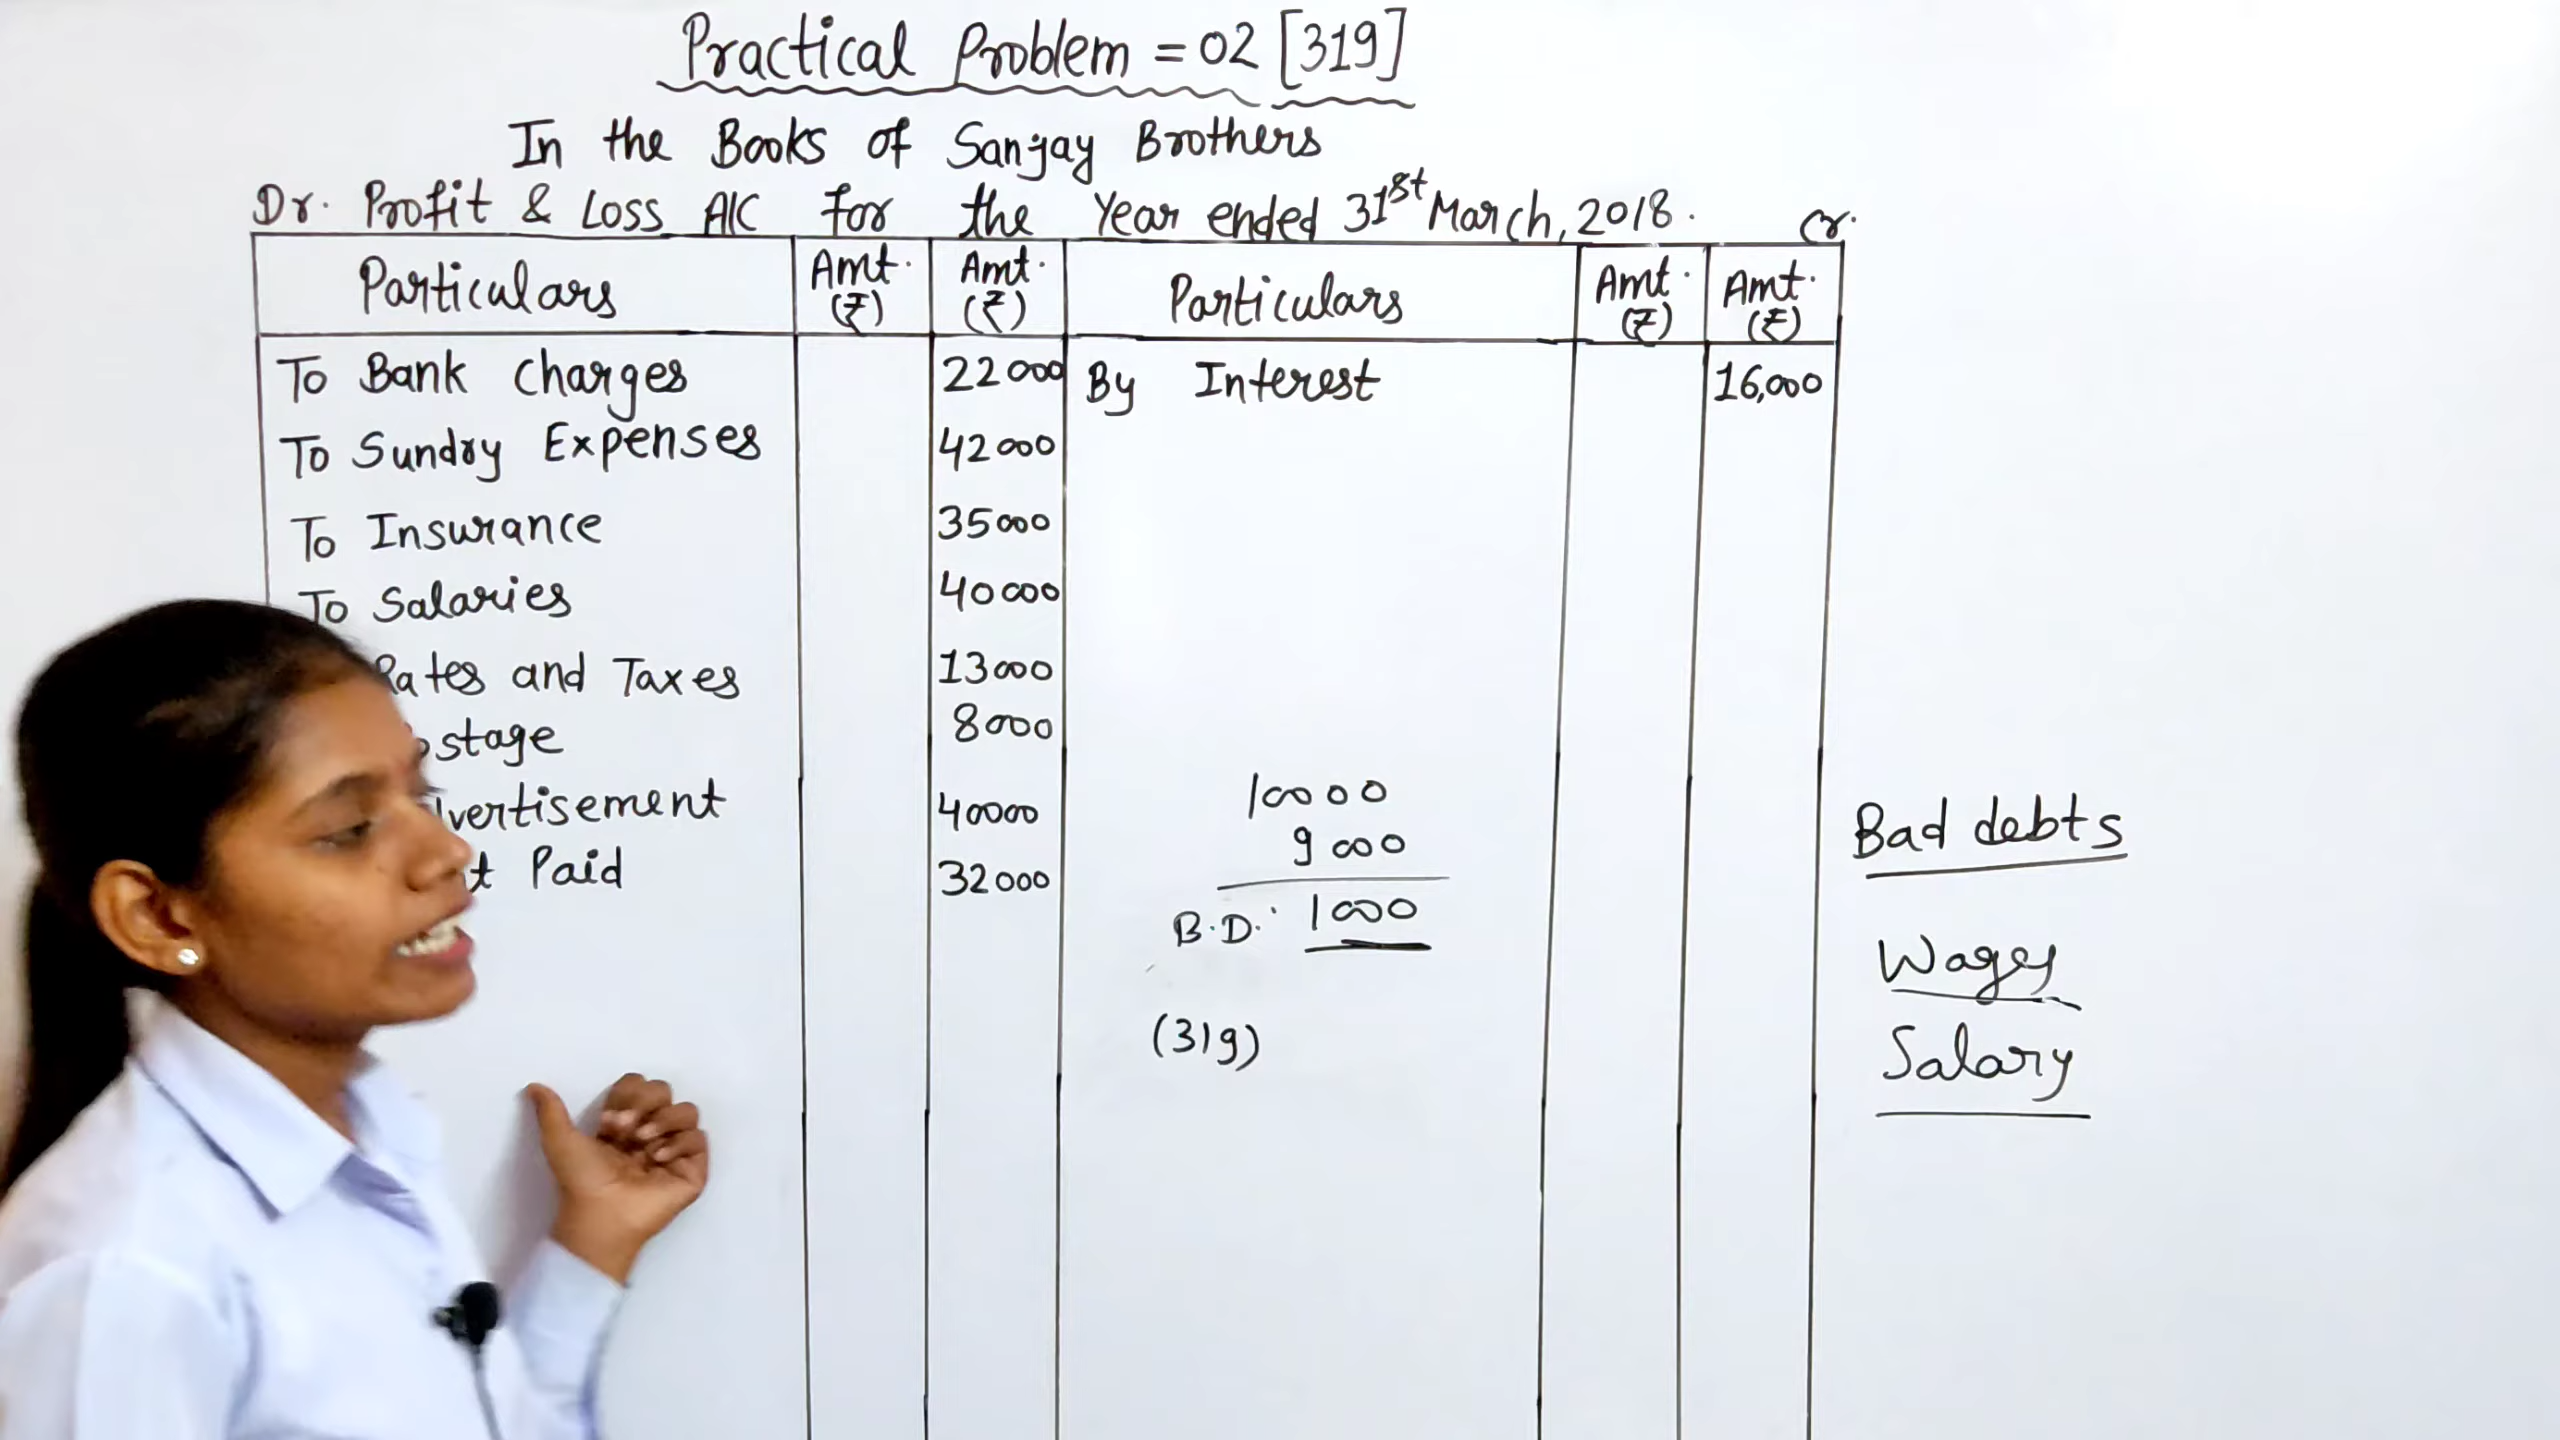 Practical Problem = 02 [319]
In the Books of Sanjay Brothers
Dr. Profit & Loss A/C for the Year ended 31st March, 2018. Cr.
Particulars Amt. (₹) Amt. (₹) Particulars Amt. (₹) Amt. (₹)
To Bank Charges 22000 By Interest 16,000
To Sundry Expenses 42000
To Insurance 35000
To Salaries 40000
Rates and Taxes 13000
stage 8000
vertisement 40000
t Paid 32000
10000
9000
B.D. 1000
(319)
Bad debts
Wages
Salary